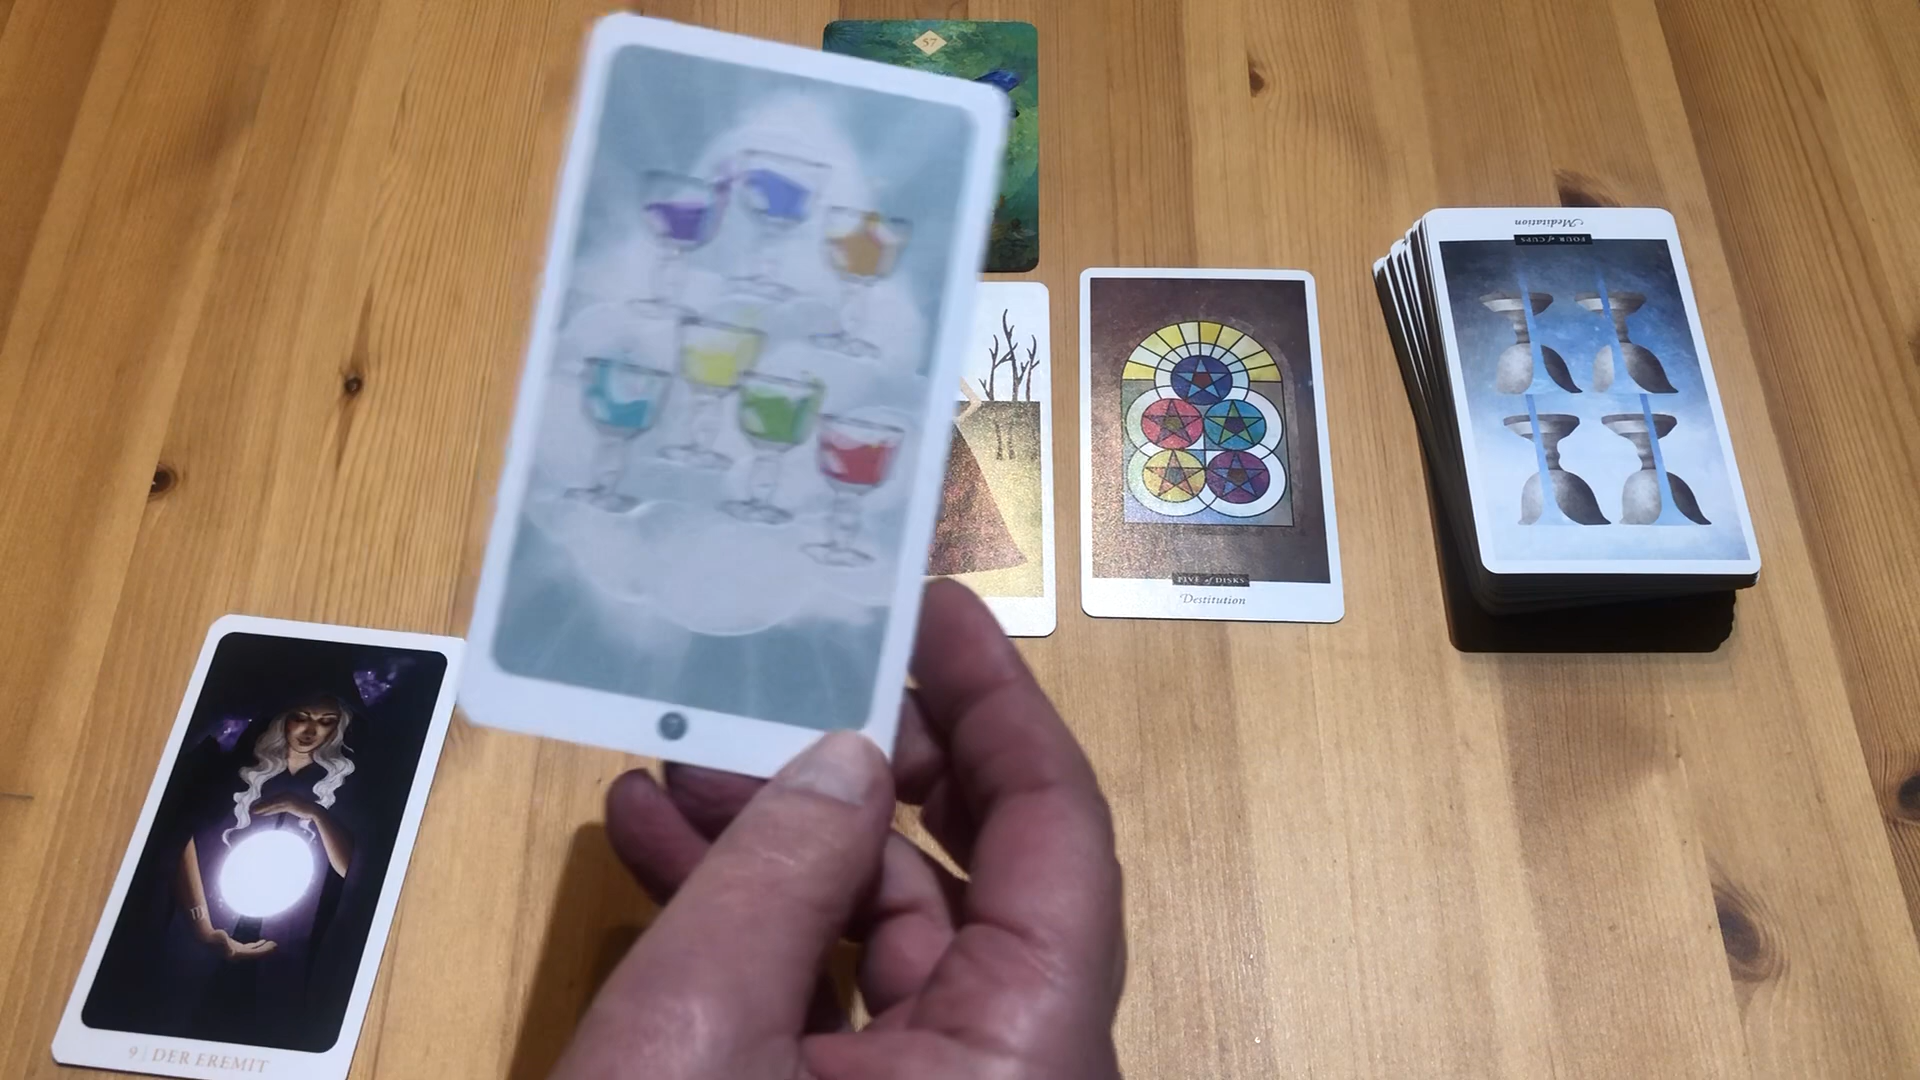 57
FIVE of DISKS
Destitution
Meditation
FOUR of CUPS
9 | DER EREMIT